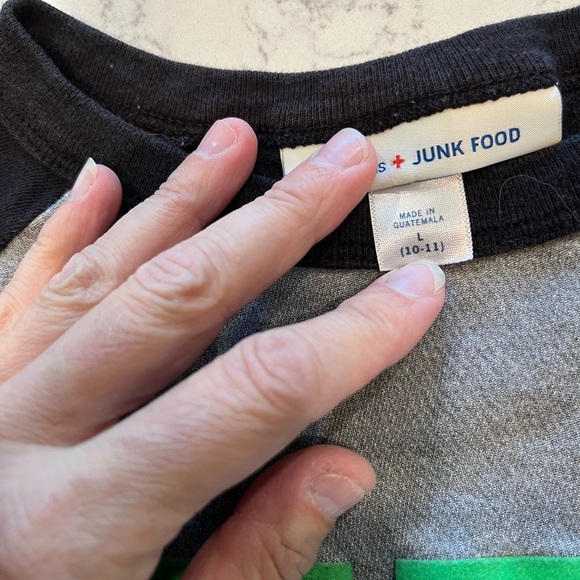 s + JUNK FOOD
MADE IN
GUATEMALA
L
(10-11)